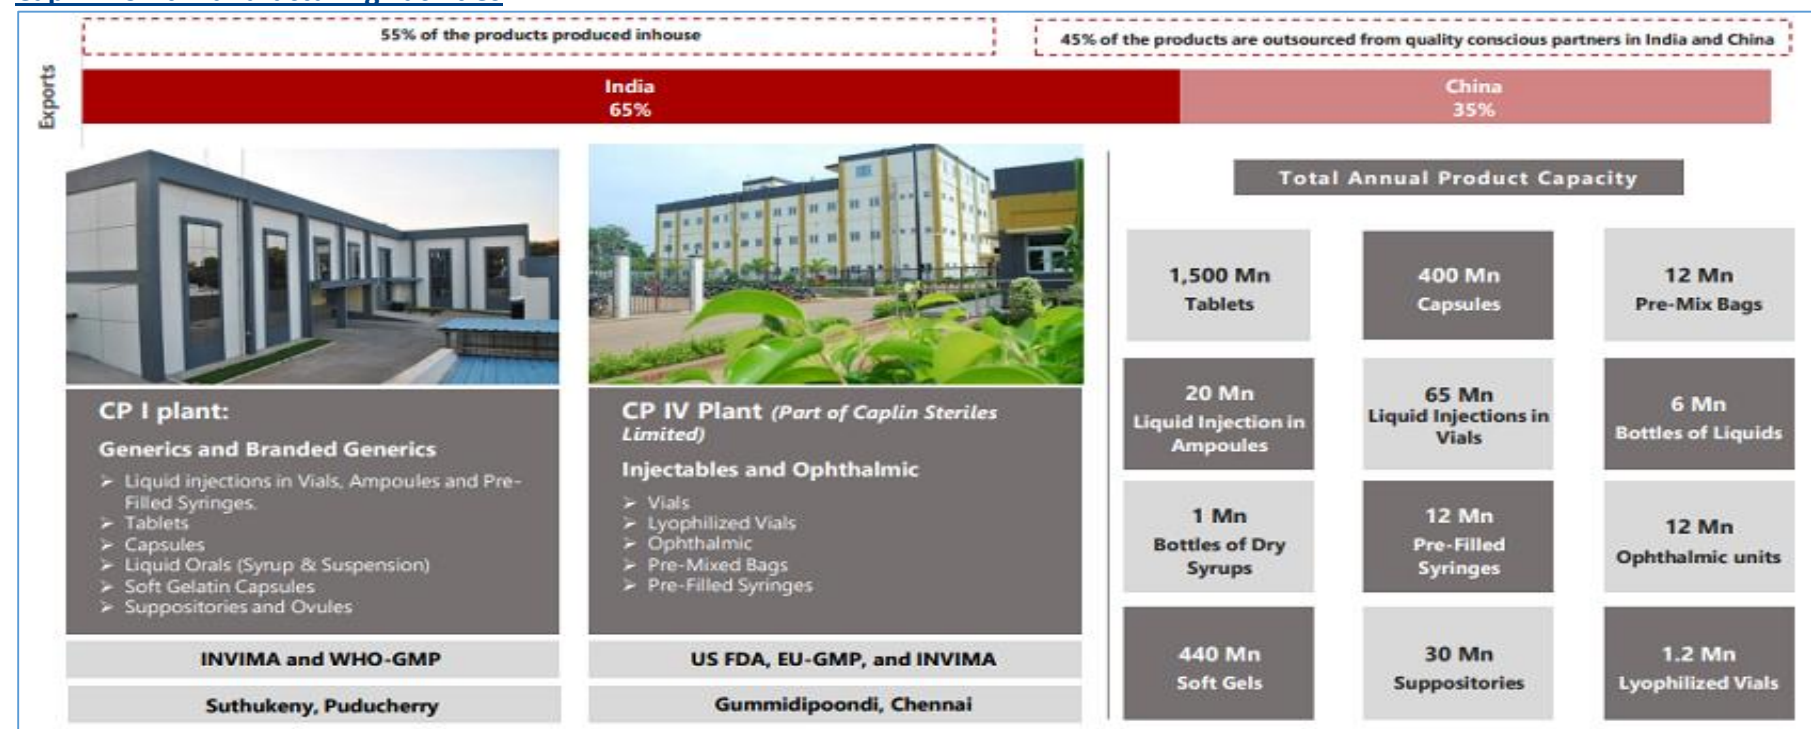 55% of the products produced inhouse
45% of the products are outsourced from quality conscious partners in India and China
Exports
India
65%
China
35%
CP I plant:
Generics and Branded Generics
➢ Liquid injections in Vials, Ampoules and Pre-
Filled Syringes.
➢ Tablets
➢ Capsules
➢ Liquid Orals (Syrup & Suspension)
➢ Soft Gelatin Capsules
➢ Suppositories and Ovules
INVIMA and WHO-GMP
Suthukeny, Puducherry
CP IV Plant (Part of Caplin Steriles
Limited)
Injectables and Ophthalmic
➢ Vials
➢ Lyophilized Vials
➢ Ophthalmic
➢ Pre-Mixed Bags
➢ Pre-Filled Syringes
US FDA, EU-GMP, and INVIMA
Gummidipoondi, Chennai
Total Annual Product Capacity
1,500 Mn
Tablets
400 Mn
Capsules
12 Mn
Pre-Mix Bags
20 Mn
Liquid Injection in
Ampoules
65 Mn
Liquid Injections in
Vials
6 Mn
Bottles of Liquids
1 Mn
Bottles of Dry
Syrups
12 Mn
Pre-Filled
Syringes
12 Mn
Ophthalmic units
440 Mn
Soft Gels
30 Mn
Suppositories
1.2 Mn
Lyophilized Vials